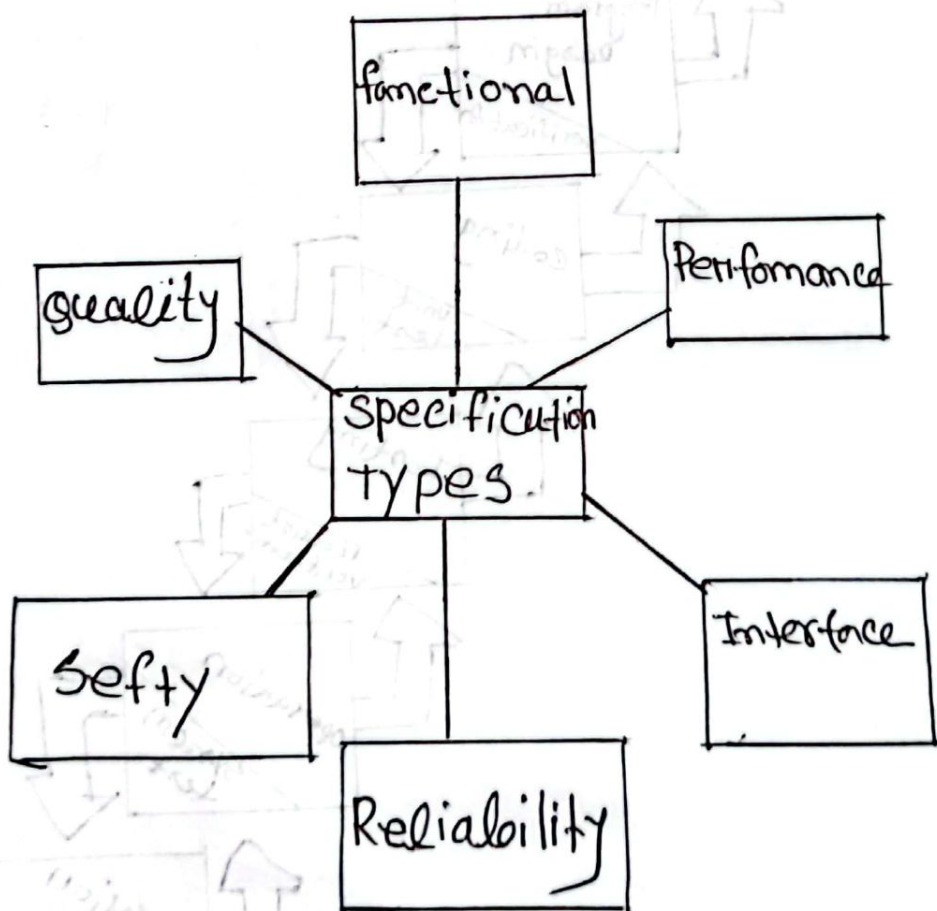 functional
Perfomance
quality
Specification
Types
Sefty
Interface
Reliability